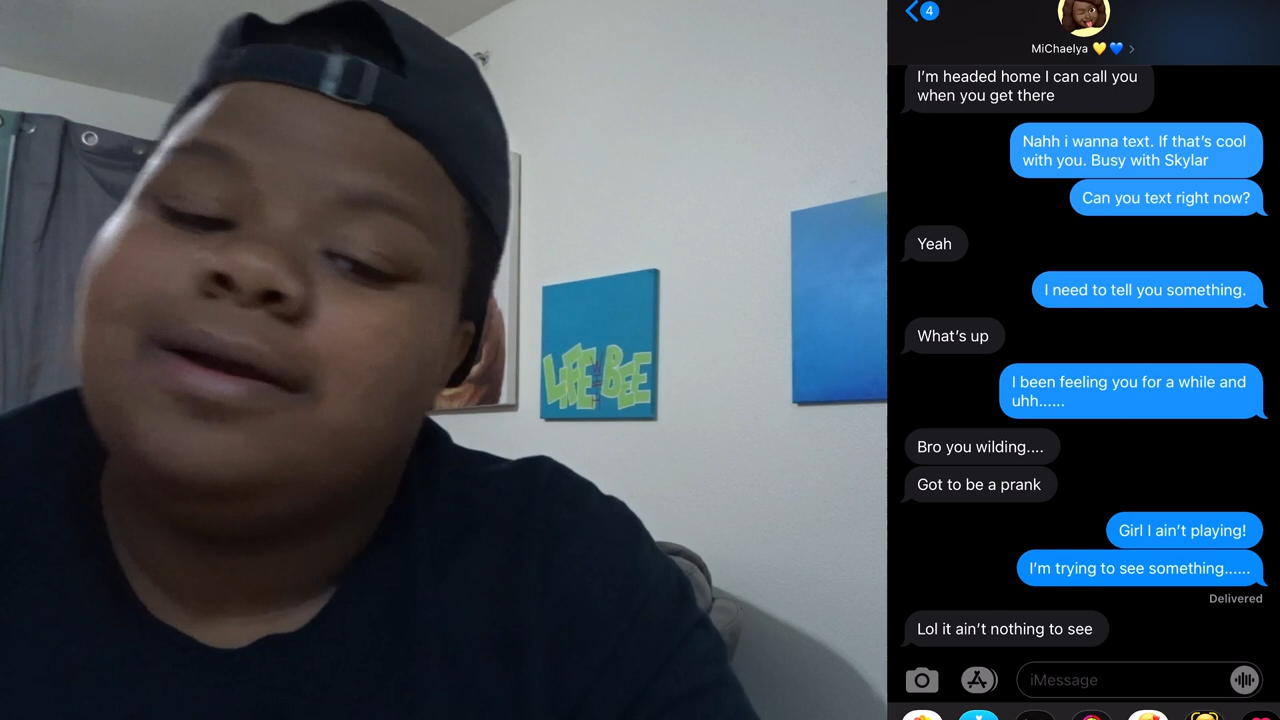 LIFE
BEE
4
MiChaelya 💛💙 >
I’m headed home I can call you
when you get there
Nahh i wanna text. If that’s cool
with you. Busy with Skylar
Can you text right now?
Yeah
I need to tell you something.
What’s up
I been feeling you for a while and
uhh......
Bro you wilding....
Got to be a prank
Girl I ain’t playing!
I’m trying to see something......
Delivered
Lol it ain’t nothing to see
iMessage